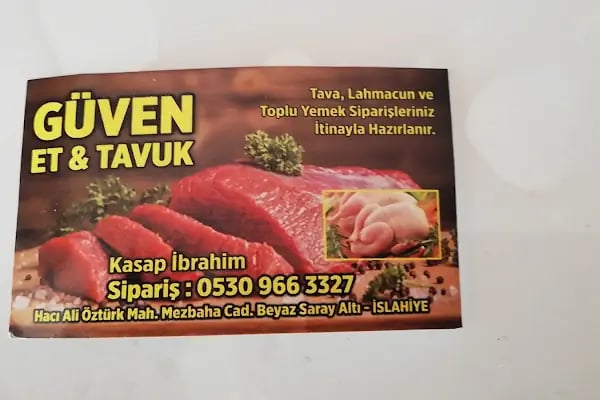 GÜVEN
ET & TAVUK
Tava, Lahmacun ve
Toplu Yemek Siparişleriniz
İtinayla Hazırlanır.
Kasap İbrahim
Sipariş : 0530 966 3327
Hacı Ali Öztürk Mah. Mezbaha Cad. Beyaz Saray Altı - İSLAHİYE